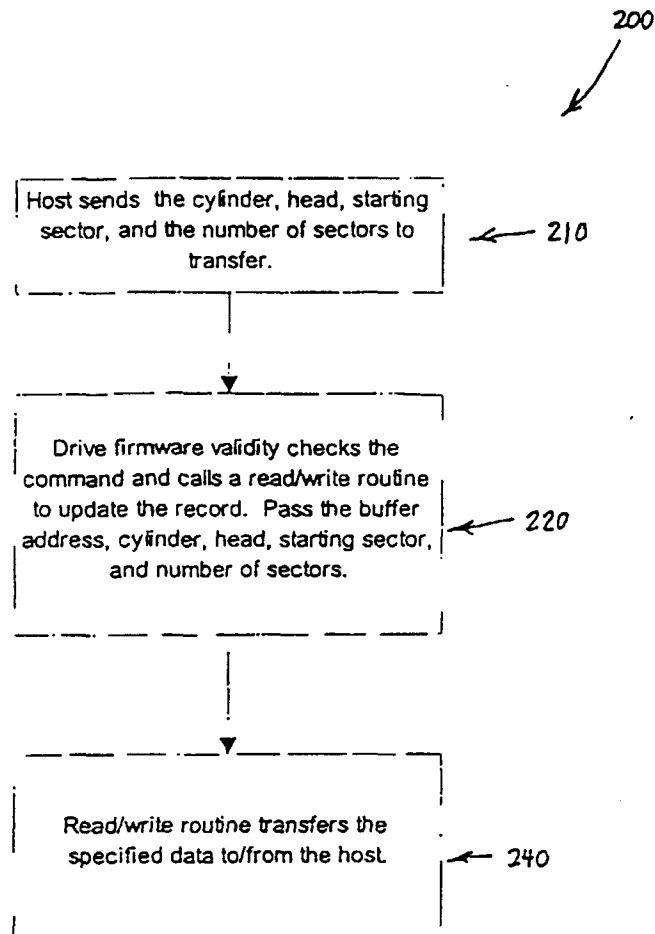 200
Host sends the cylinder, head, starting
sector, and the number of sectors to
transfer.
210
Drive firmware validity checks the
command and calls a read/write routine
to update the record. Pass the buffer
address, cylinder, head, starting sector,
and number of sectors.
220
Read/write routine transfers the
specified data to/from the host.
240